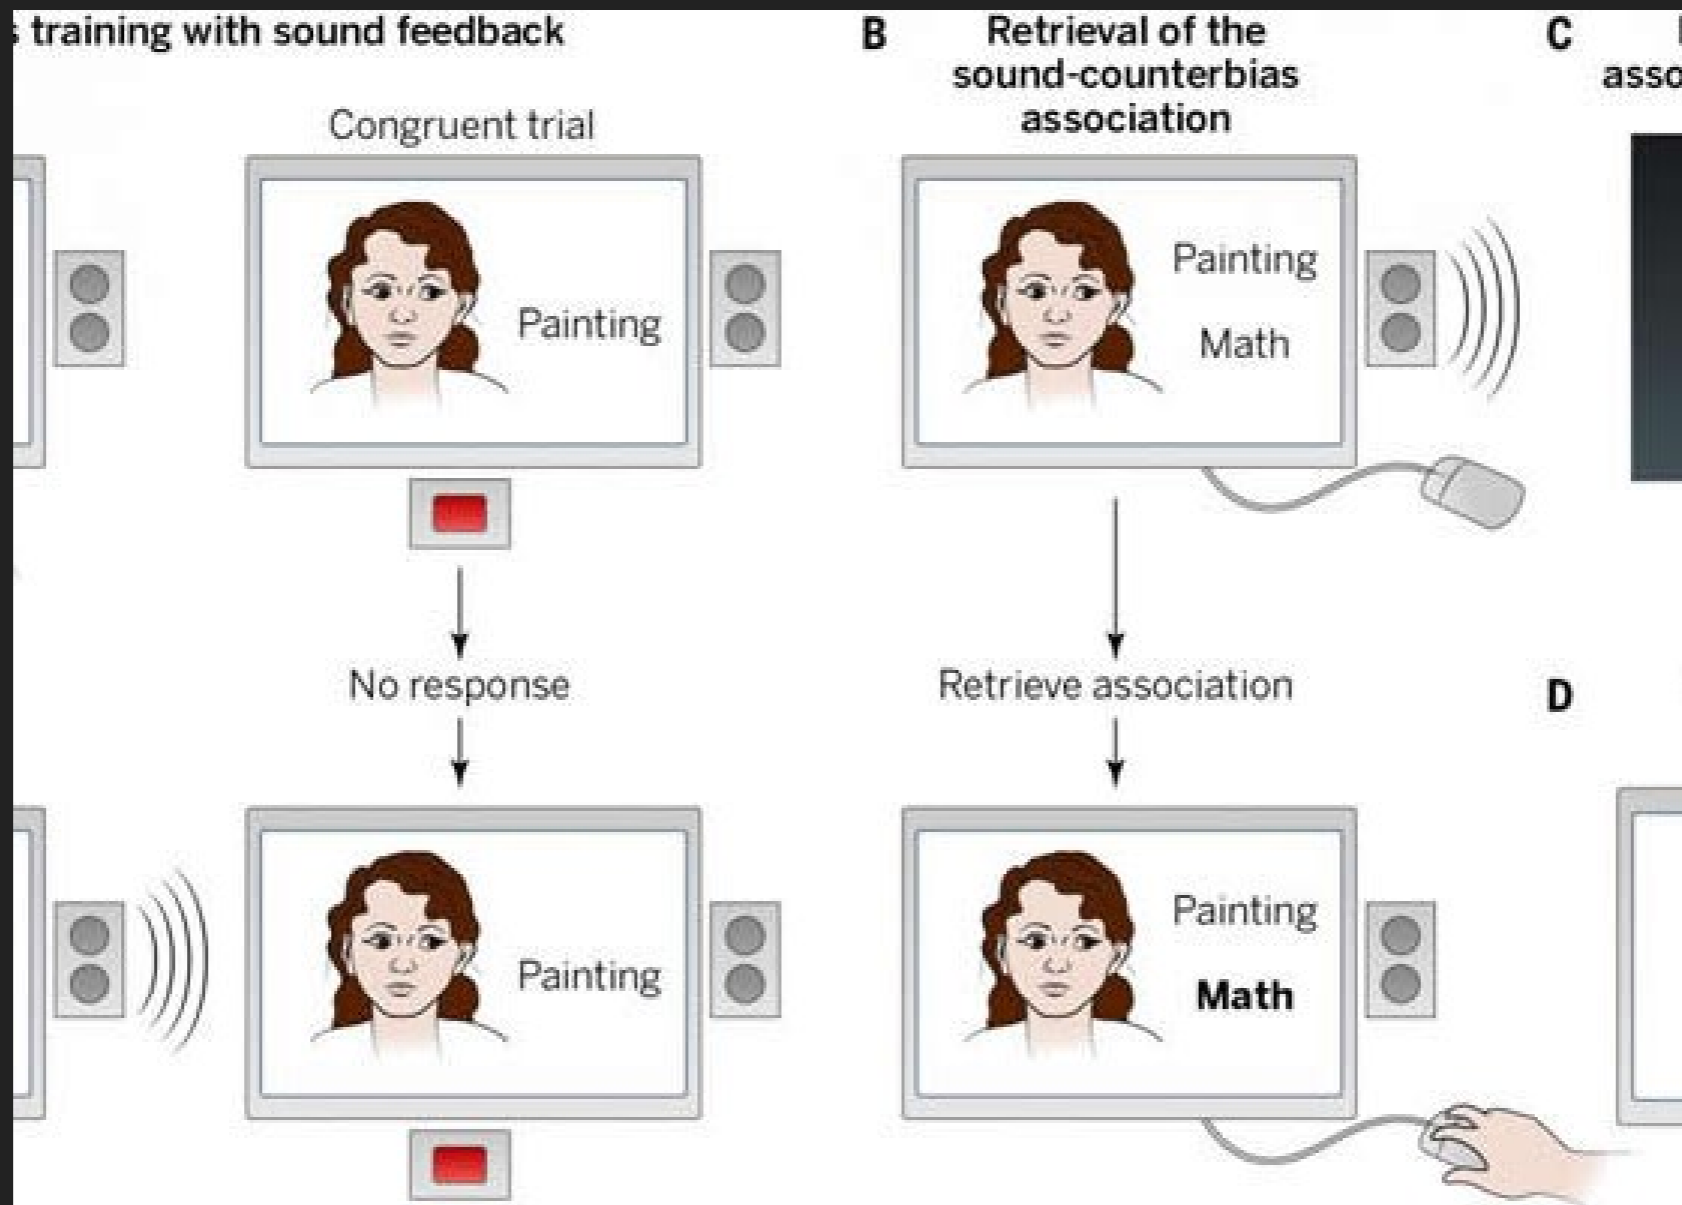 training with sound feedback
Congruent trial
Painting
No response
Painting
B
Retrieval of the
sound-counterbias
association
Painting
Math
Retrieve association
Painting
Math
C
D